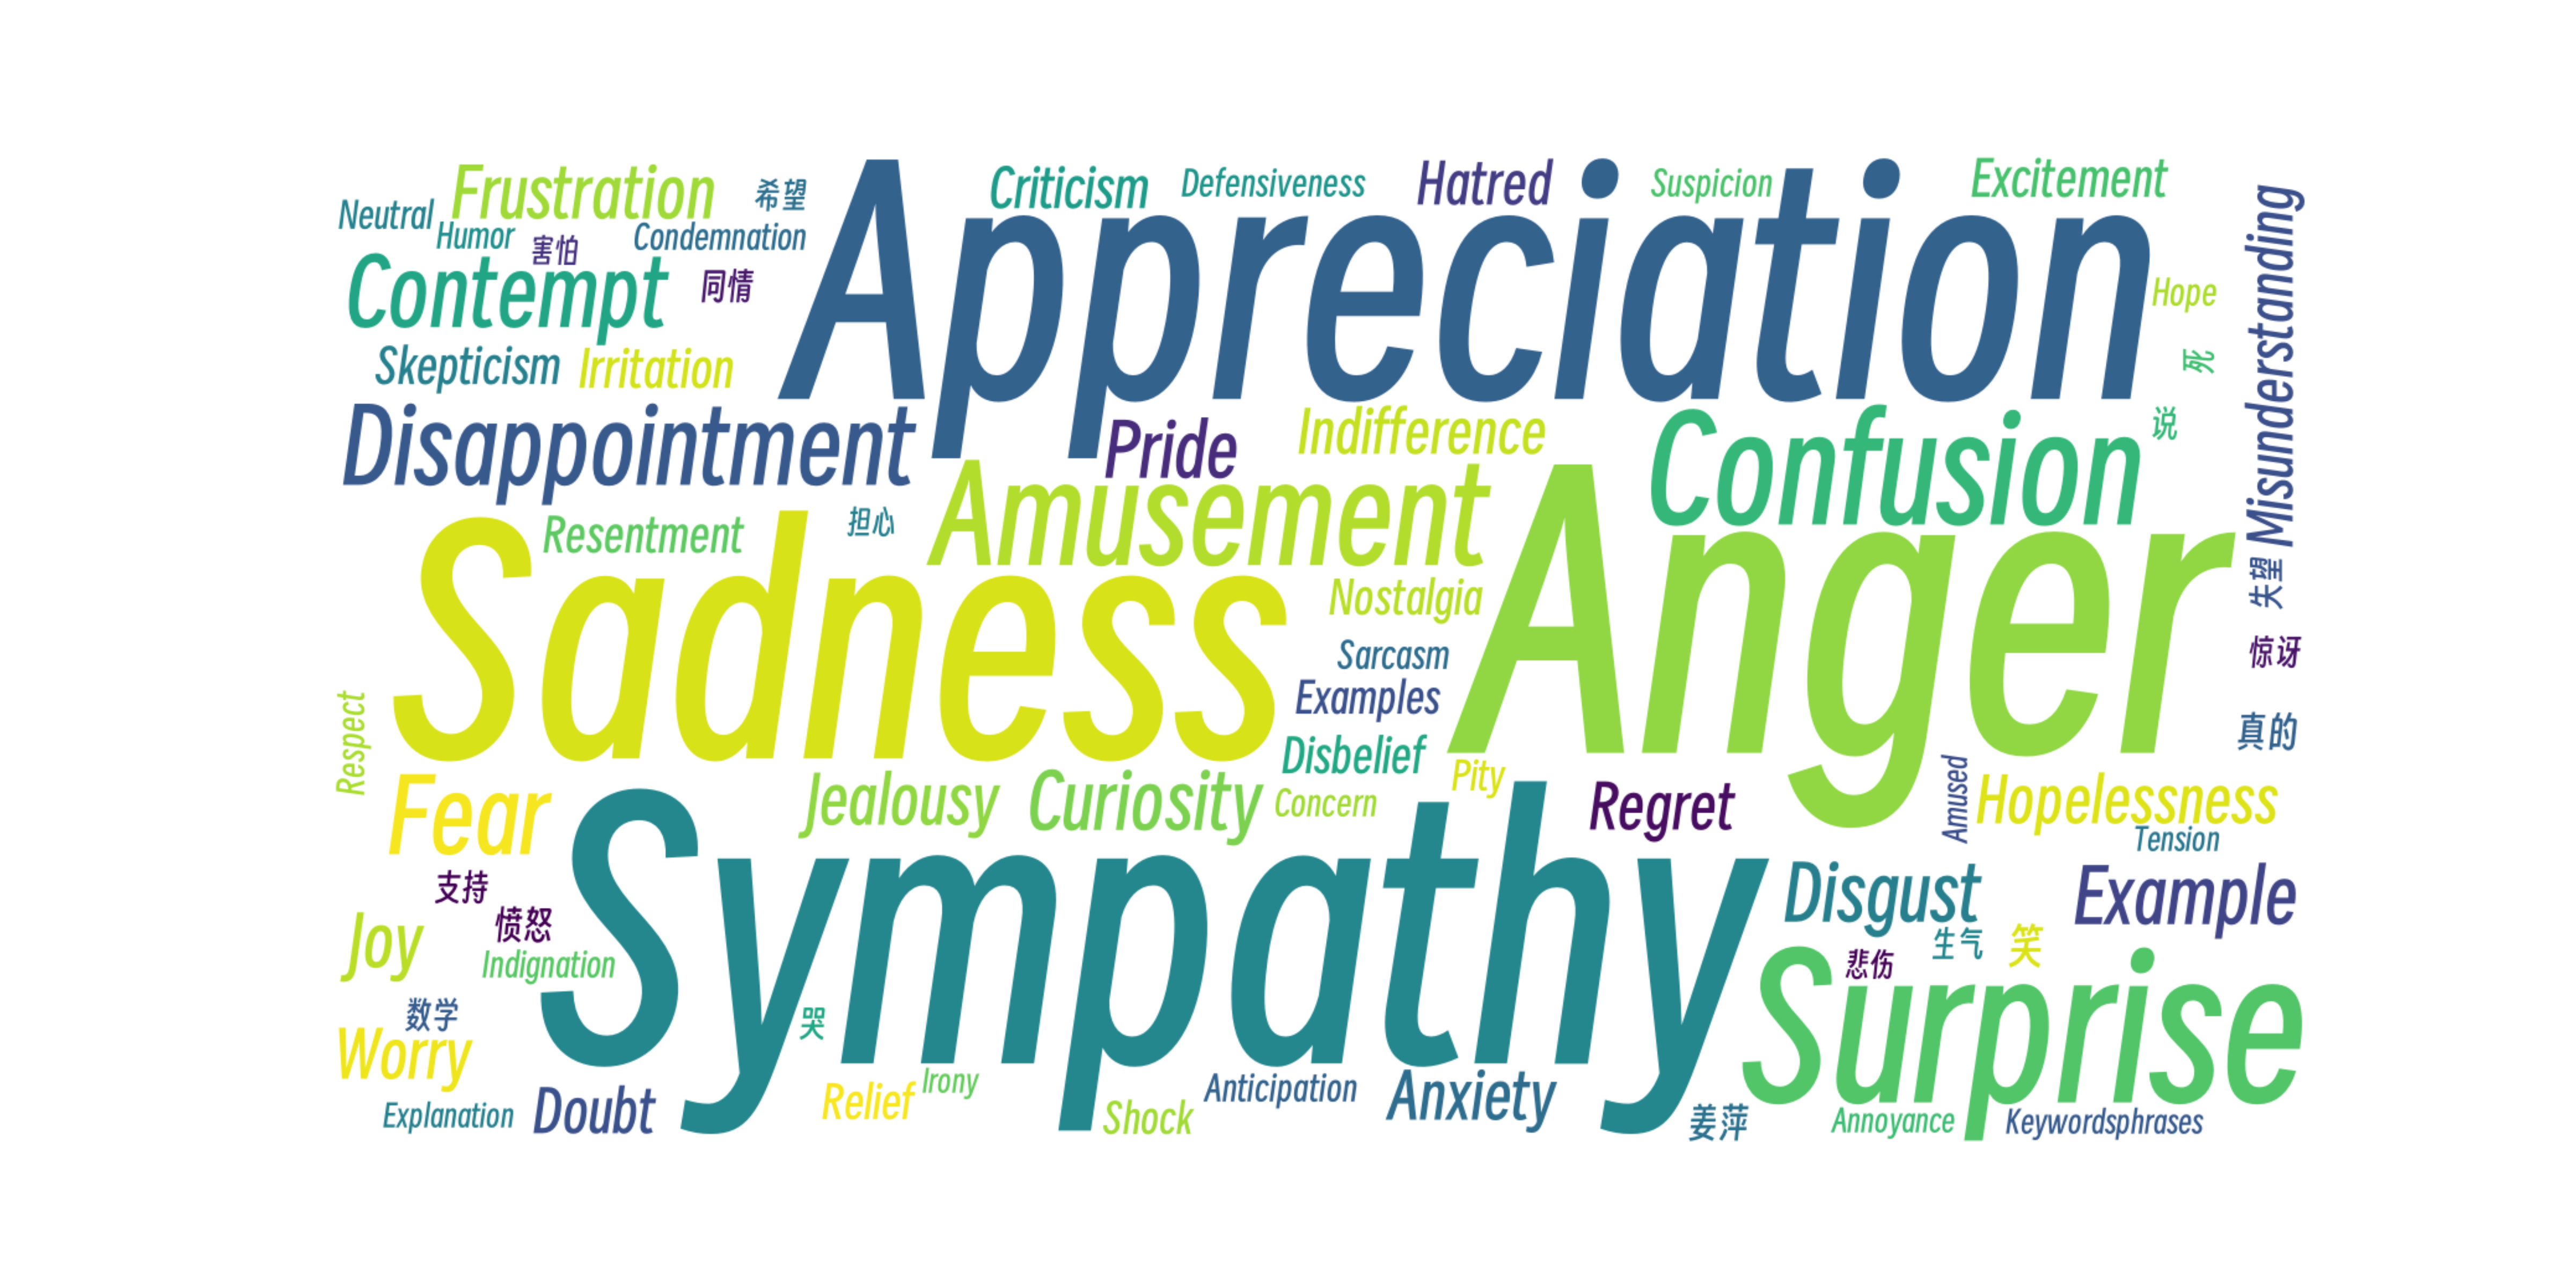 Appreciation
Frustration
希望
Criticism
Defensiveness
Hatred
Suspicion
Excitement
Neutral
Humor
害怕
Condemnation
Contempt
同情
Hope
Misunderstanding
Skepticism
Irritation
死
Disappointment
Pride
Indifference
Confusion
说
Amusement
Resentment
担心
Sadness
Anger
Nostalgia
失望
Sarcasm
惊讶
Examples
Respect
真的
Disbelief
Fear
Jealousy
Curiosity
Concern
Pity
Regret
Amused
Hopelessness
Tension
Sympathy
支持
Disgust
Example
愤怒
Joy
生气
笑
Indignation
悲伤
Surprise
数学
哭
Worry
Relief
Irony
Anticipation
Anxiety
Explanation
Doubt
Shock
姜萍
Annoyance
Keywordsphrases